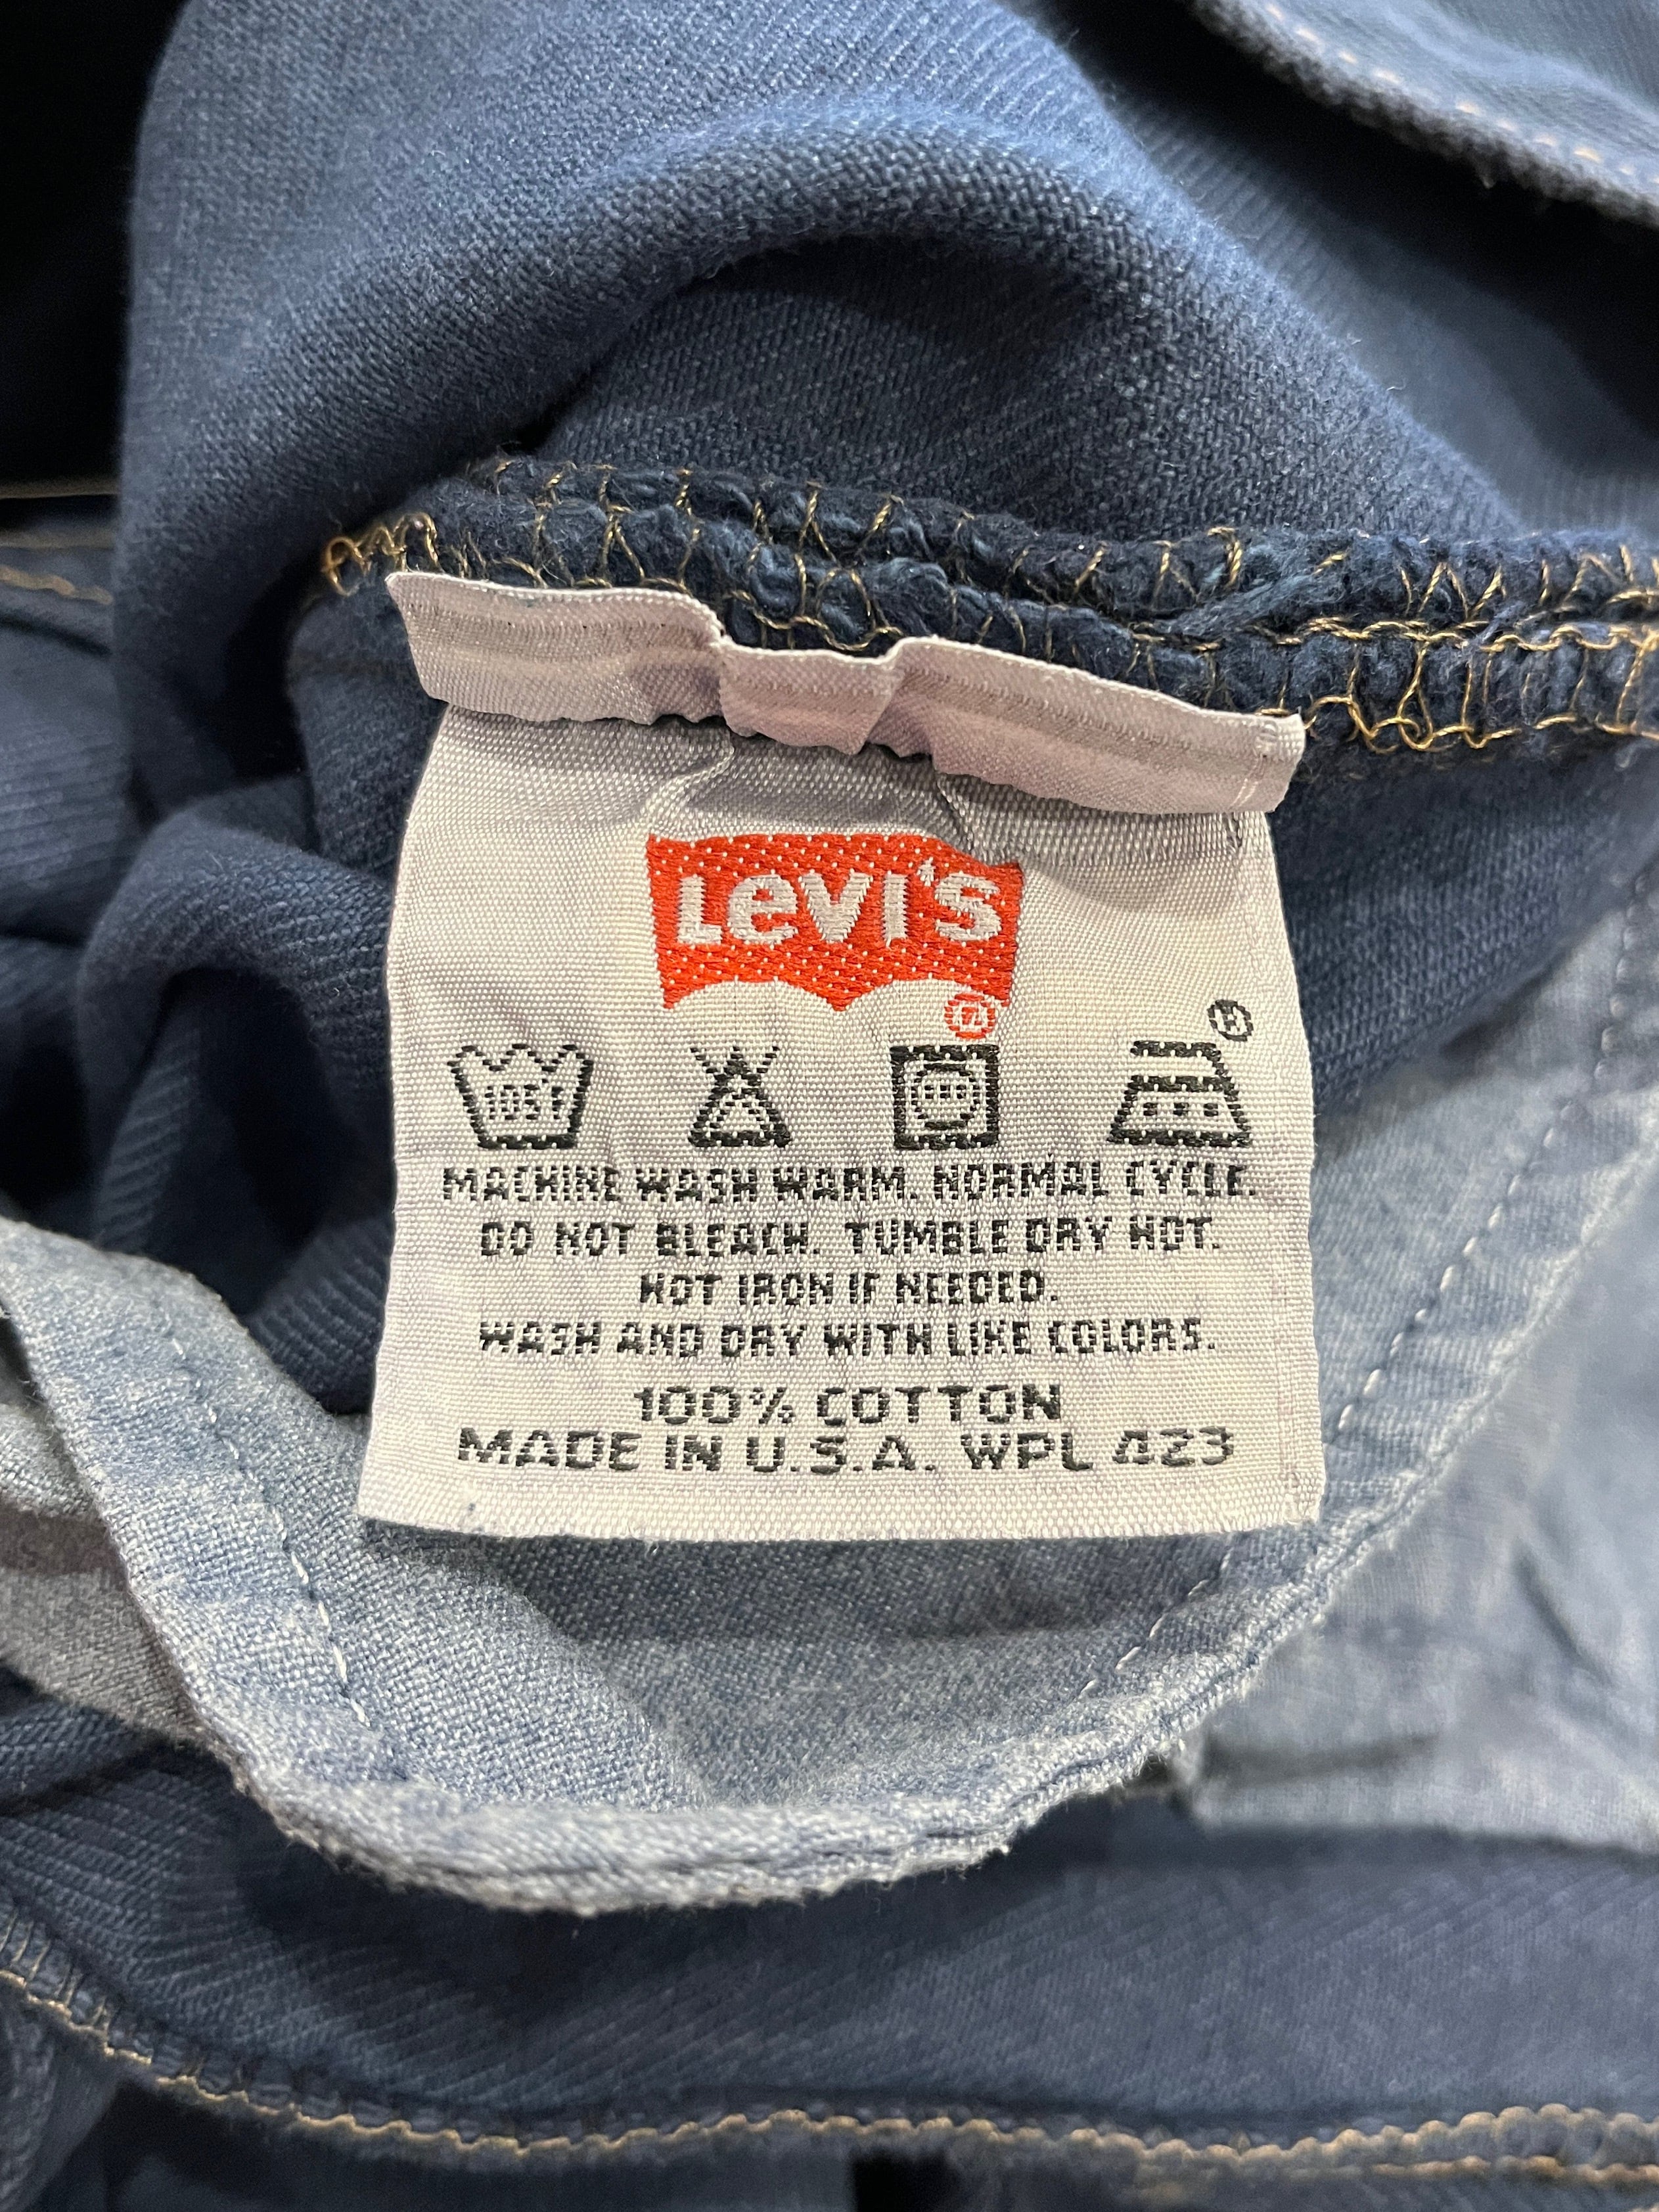 LeVI'S
®
®
105°F
MACHINE WASH WARM. NORMAL CYCLE.
DO NOT BLEACH. TUMBLE DRY HOT.
HOT IRON IF NEEDED.
WASH AND DRY WITH LIKE COLORS.
100% COTTON
MADE IN U.S.A. WPL 423